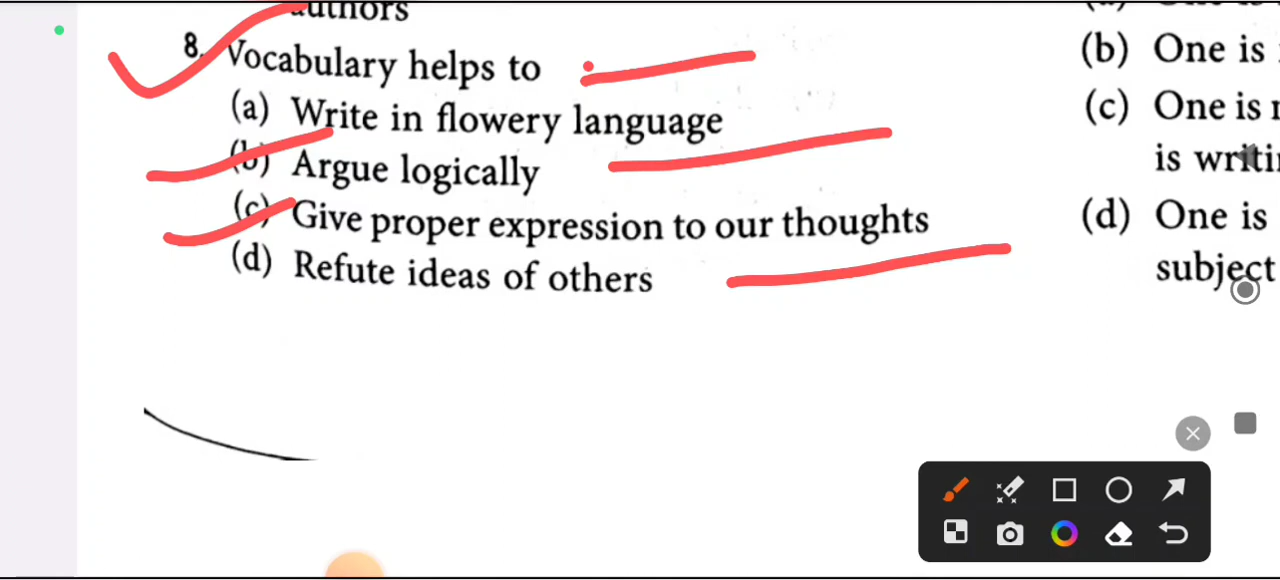 authors
8. Vocabulary helps to
(a) Write in flowery language
(b) Argue logically
(c) Give proper expression to our thoughts
(d) Refute ideas of others
(b) One is
(c) One is
is
(d) One is
subject